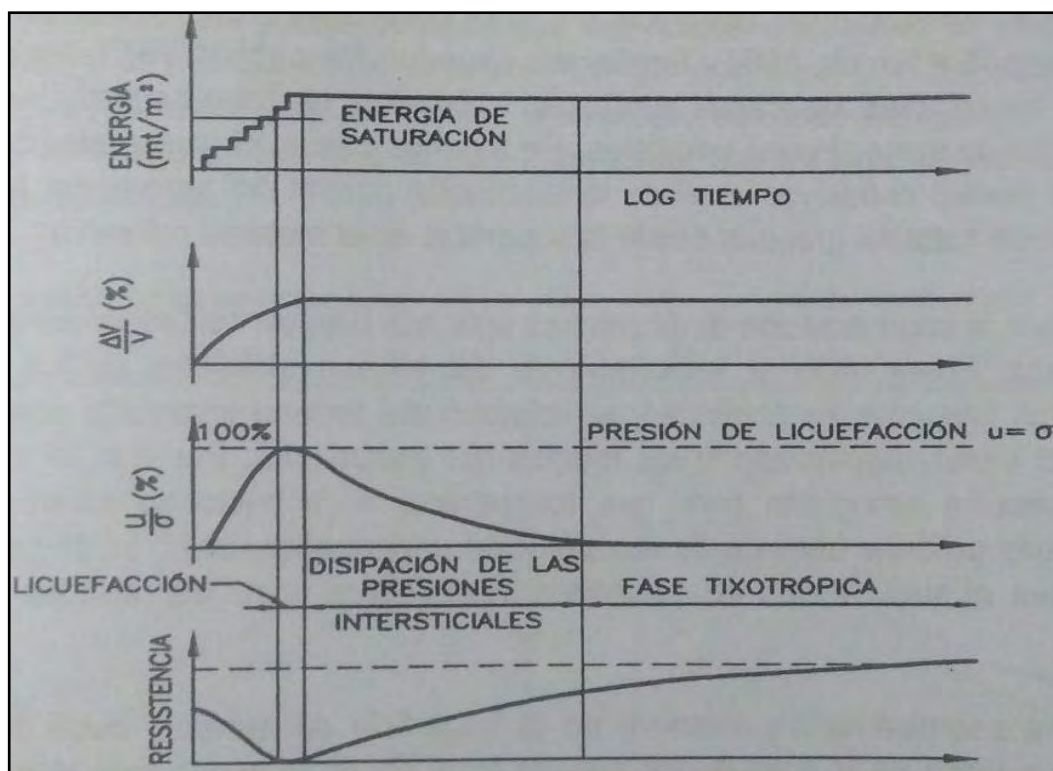 ENERGÍA
(mt/m²)
ENERGÍA DE
SATURACIÓN
LOG TIEMPO
ΔV/V (%)
100%
PRESIÓN DE LICUEFACCIÓN u=σ
u/σ (%)
LICUEFACCIÓN
DISIPACIÓN DE LAS
PRESIONES
INTERSTICIALES
FASE TIXOTRÓPICA
RESISTENCIA